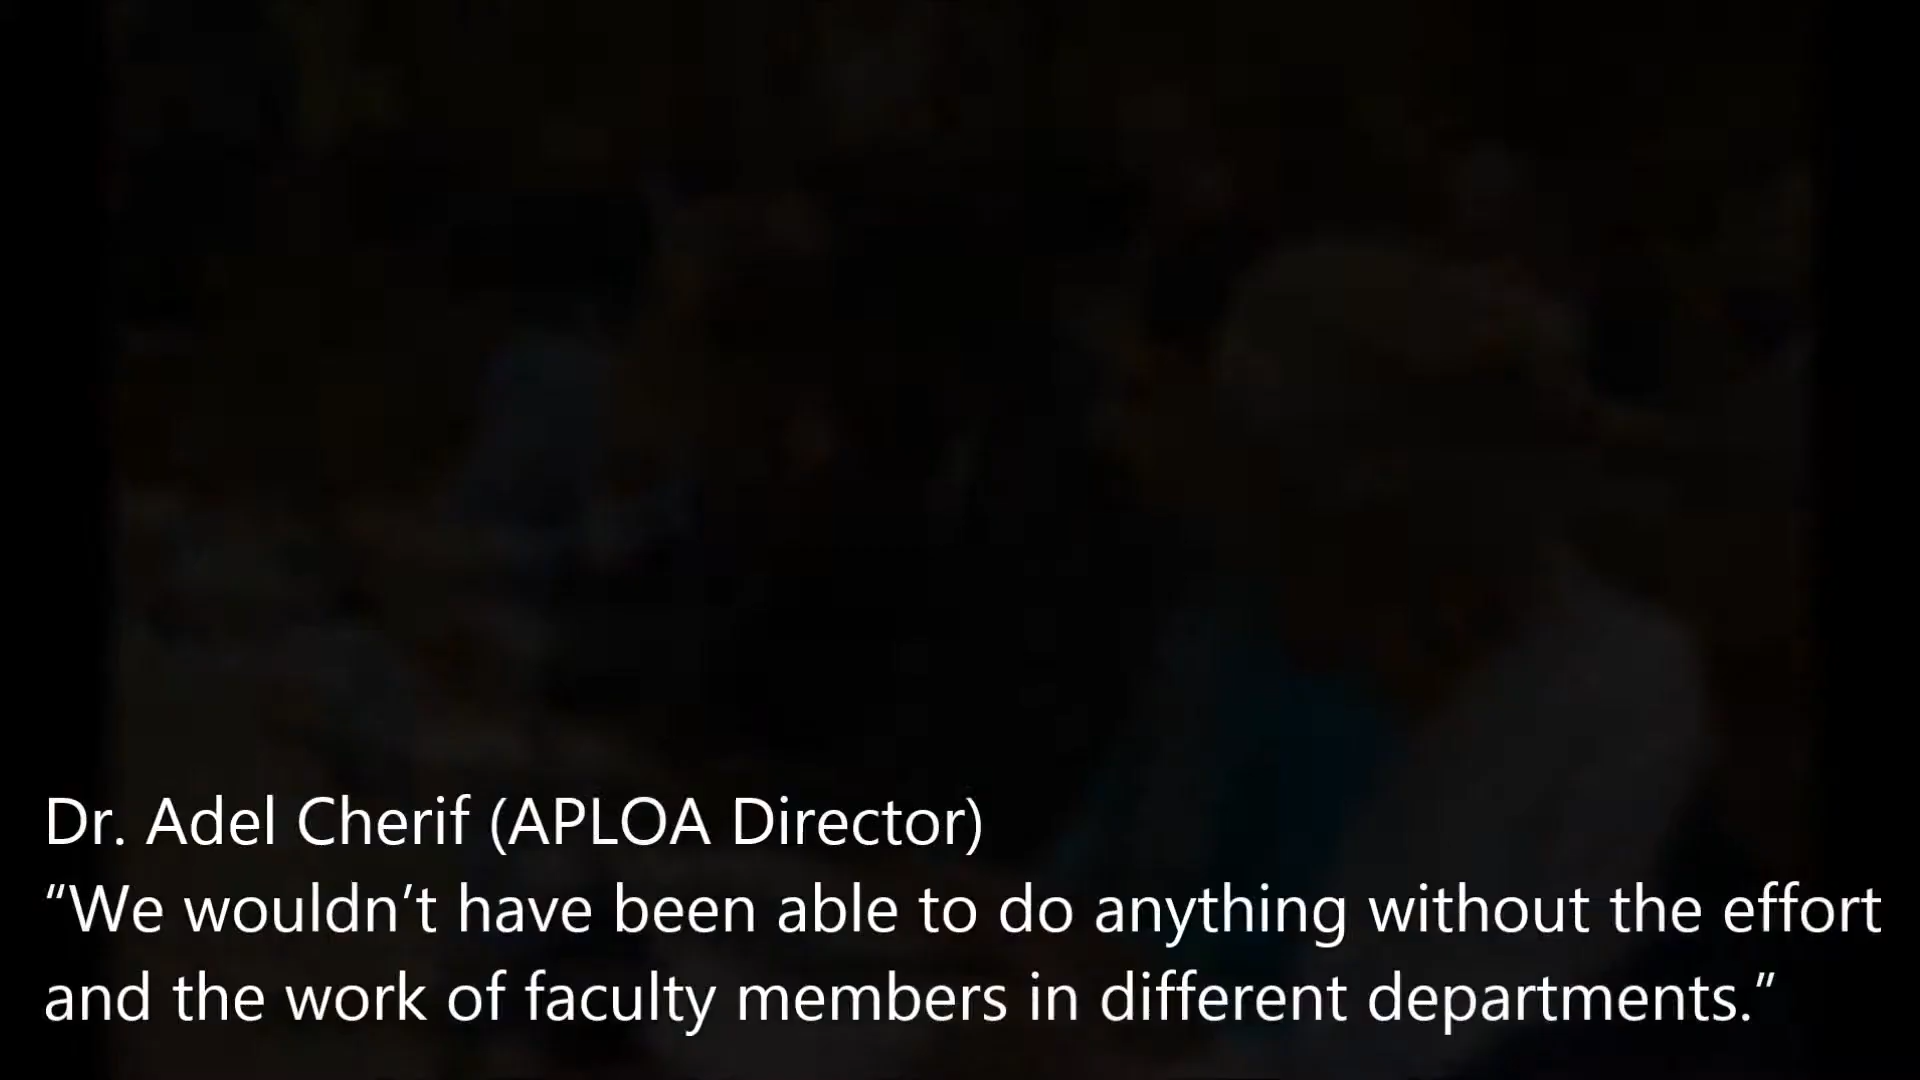 Dr. Adel Cherif (APLOA Director)
“We wouldn’t have been able to do anything without the effort
and the work of faculty members in different departments.”